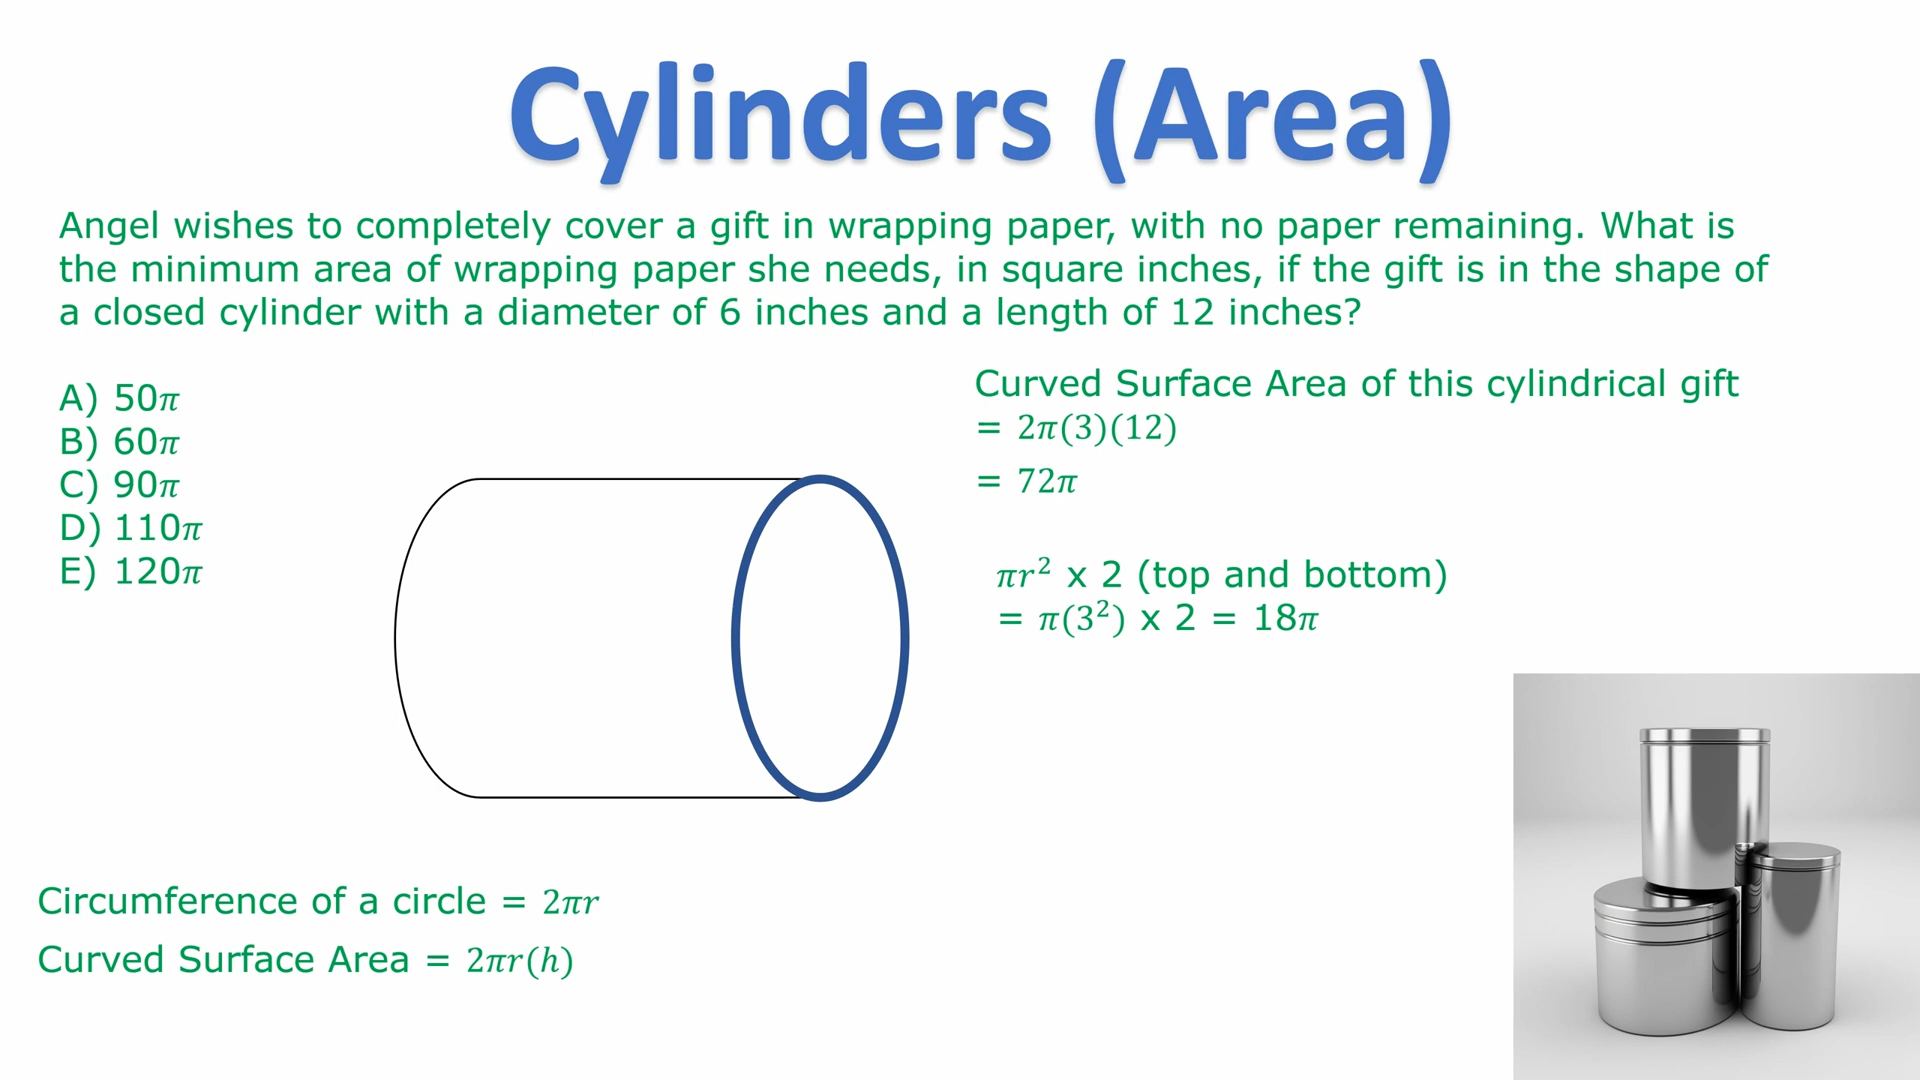 Cylinders (Area)
Angel wishes to completely cover a gift in wrapping paper, with no paper remaining. What is
the minimum area of wrapping paper she needs, in square inches, if the gift is in the shape of
a closed cylinder with a diameter of 6 inches and a length of 12 inches?
A) 50𝜋
B) 60𝜋
C) 90𝜋
D) 110𝜋
E) 120𝜋
Curved Surface Area of this cylindrical gift
= 2𝜋(3)(12)
= 72𝜋
𝜋𝑟² x 2 (top and bottom)
= 𝜋(3²) x 2 = 18𝜋
Circumference of a circle = 2𝜋𝑟
Curved Surface Area = 2𝜋𝑟(ℎ)